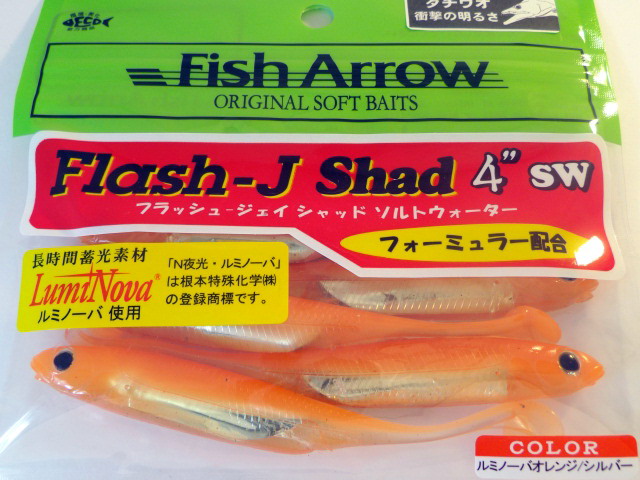 ECO
タチウオ
衝撃の明るさ
Fish Arrow
ORIGINAL SOFT BAITS
Flash-J Shad 4" SW
フラッシュ-ジェイ シャッド ソルトウォーター
フォーミュラー配合
長時間蓄光素材
LumiNova®
ルミノーバ 使用
「N夜光・ルミノーバ」
は根本特殊化学㈱
の登録商標です。
COLOR
ルミノーバオレンジ/シルバー